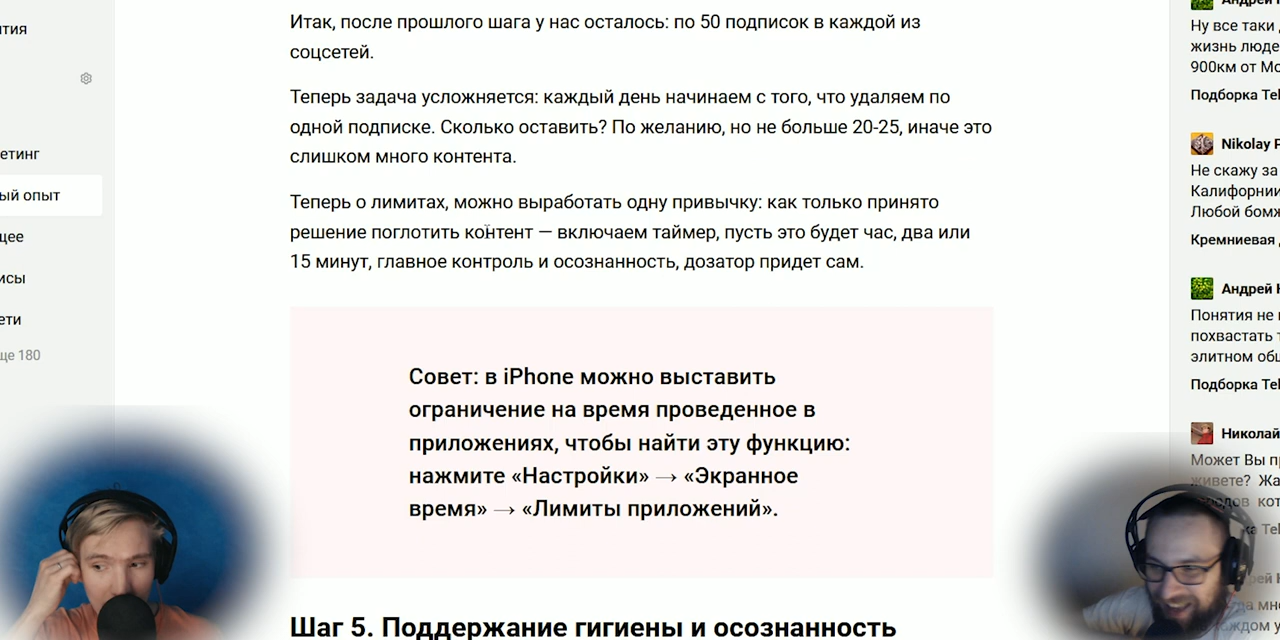 Итак, после прошлого шага у нас осталось: по 50 подписок в каждой из
соцсетей.
Теперь задача усложняется: каждый день начинаем с того, что удаляем по
одной подписке. Сколько оставить? По желанию, но не больше 20-25, иначе это
слишком много контента.
Теперь о лимитах, можно выработать одну привычку: как только принято
решение поглотить контент — включаем таймер, пусть это будет час, два или
15 минут, главное контроль и осознанность, дозатор придет сам.
Совет: в iPhone можно выставить
ограничение на время проведенное в
приложениях, чтобы найти эту функцию:
нажмите «Настройки» → «Экранное
время» → «Лимиты приложений».
Шаг 5. Поддержание гигиены и осознанность
тия
етинг
ый опыт
щее
исы
ети
ще 180
Ну все таки
жизнь люде
900км от Мо
Подборка Tel
Nikolay P
Не скажу за
Калифорнии
Любой бомж
Кремниевая
Андрей К
Понятия не
похвастать т
элитном общ
Подборка Tel
Николай
Может Вы п
живете? Жа